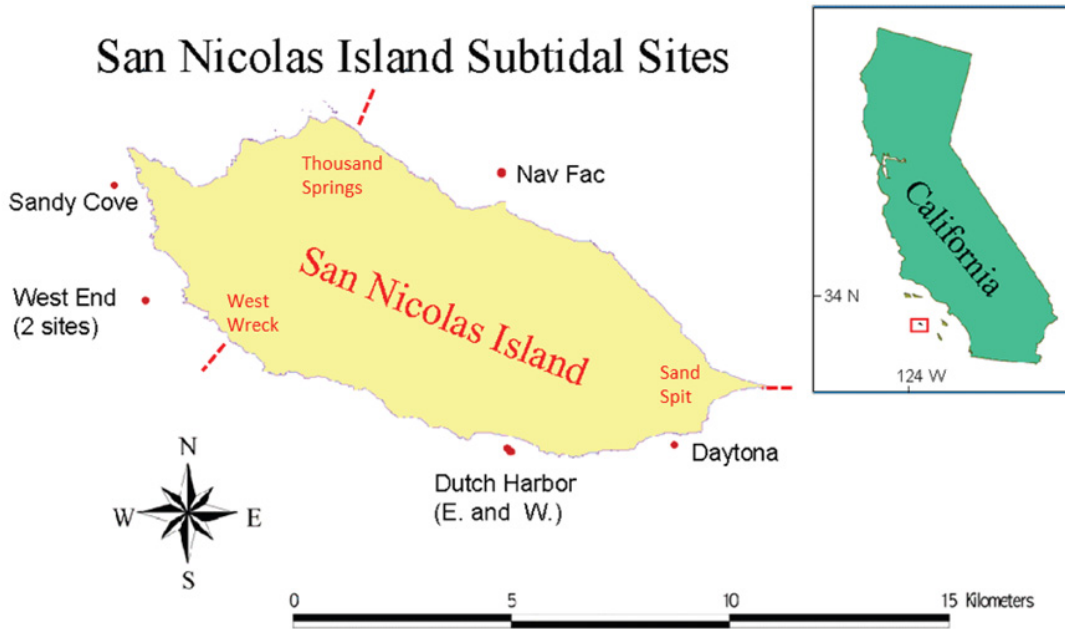 San Nicolas Island Subtidal Sites
Thousand
Springs
Nav Fac
Sandy Cove
San Nicolas Island
West End
(2 sites)
West
Wreck
Sand
Spit
Daytona
Dutch Harbor
(E. and W.)
N
W
E
S
0
5
10
15 Kilometers
California
34 N
124 W